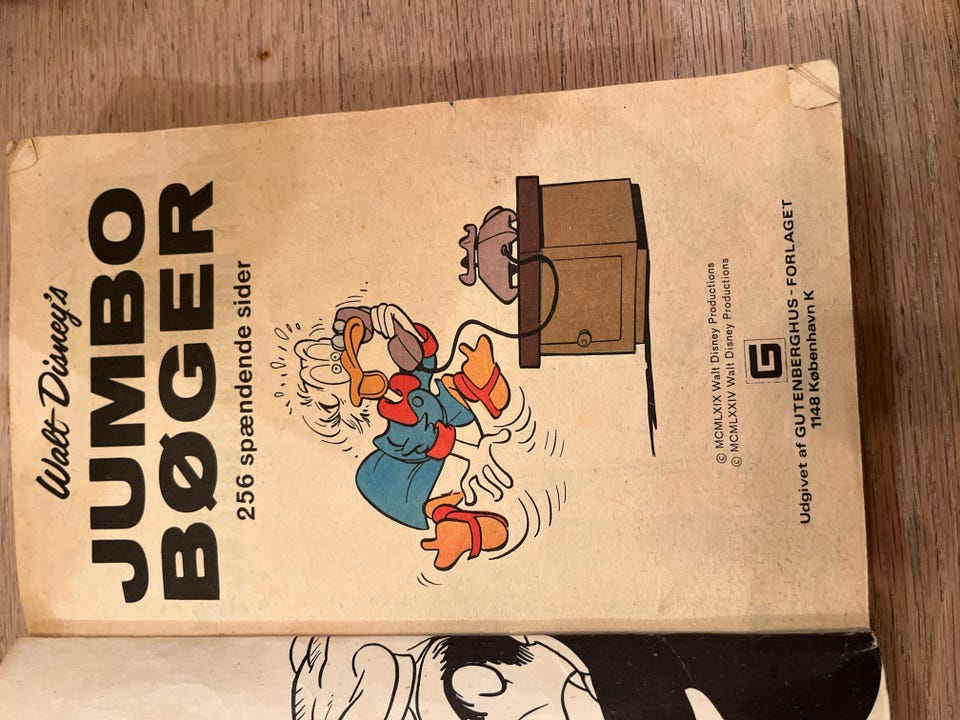 Walt Disney's
JUMBO
BØGER
256 spændende sider
© MCMLXIX Walt Disney Productions
© MCMLXXIV Walt Disney Productions
G
Udgivet af GUTENBERGHUS - FORLAGET
1148 København K